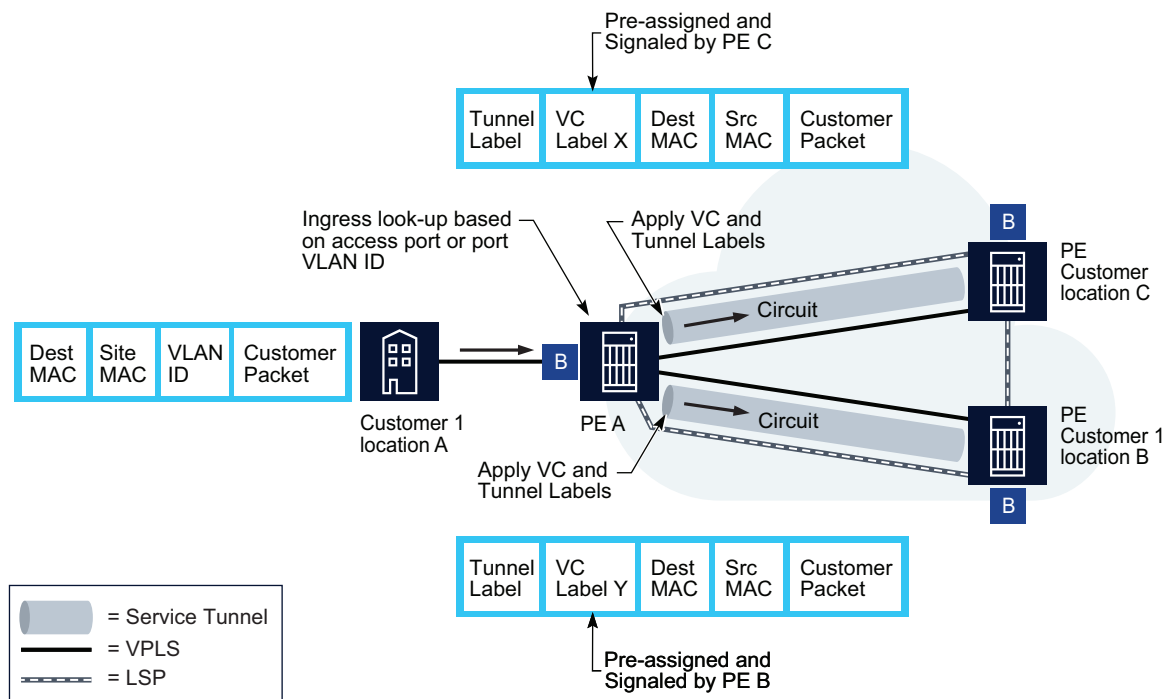 Pre-assigned and
Signaled by PE C
Tunnel
Label
VC
Label X
Dest
MAC
Src
MAC
Customer
Packet
Ingress look-up based
on access port or port
VLAN ID
Apply VC and
Tunnel Labels
B
PE
Customer
location C
Circuit
Dest
MAC
Site
MAC
VLAN
ID
Customer
Packet
B
Customer 1
location A
PE A
Circuit
PE
Customer 1
location B
Apply VC and
Tunnel Labels
B
Tunnel
Label
VC
Label Y
Dest
MAC
Src
MAC
Customer
Packet
Pre-assigned and
Signaled by PE B
= Service Tunnel
= VPLS
= LSP